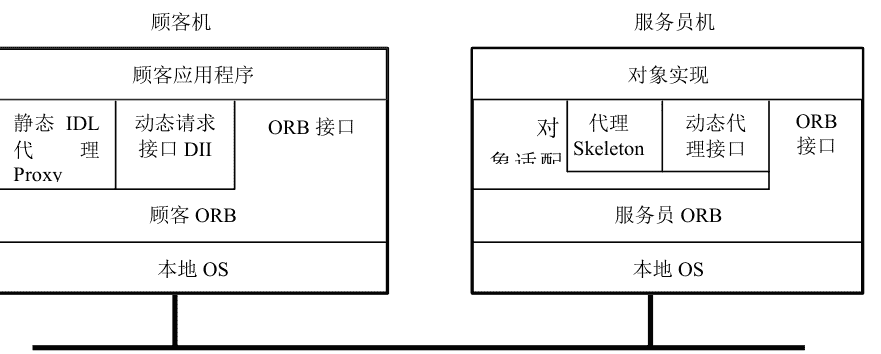 顾客机
服务员机
顾客应用程序
对象实现
静态 IDL
代理
Proxy
动态请求
接口 DII
ORB 接口
对
象适配
代理
Skeleton
动态代
理接口
ORB
接口
顾客 ORB
服务员 ORB
本地 OS
本地 OS